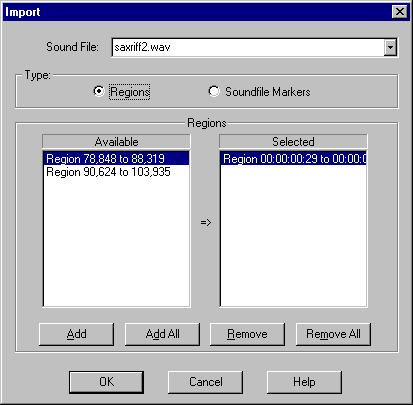 Import
Sound File: saxriff2.wav
Type:
Regions Soundfile Markers
Regions
Available Selected
Region 78,848 to 88,319 Region 00:00:00:29 to 00:00:0
Region 90,624 to 103,935
=>
Add Add All Remove Remove All
OK Cancel Help